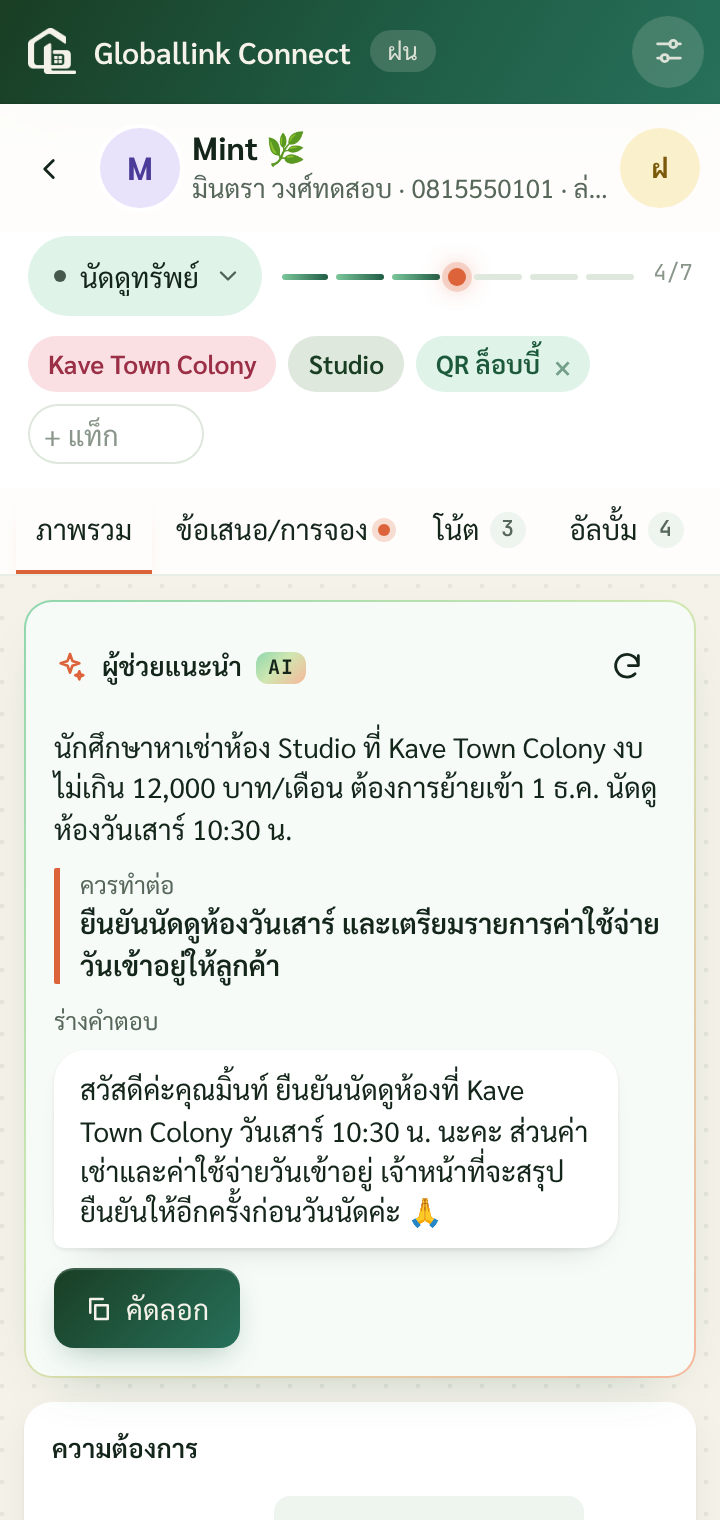 Globallink Connect ฝน
M
Mint 🌿
มินตรา วงศ์ทดสอบ · 0815550101 · ล่...
ฝ
นัดดูทรัพย์
4/7
Kave Town Colony
Studio
QR ล็อบบี้ ×
+ แท็ก
ภาพรวม
ข้อเสนอ/การจอง
โน้ต 3
อัลบั้ม 4
ผู้ช่วยแนะนำ AI
นักศึกษาหาเช่าห้อง Studio ที่ Kave Town Colony งบ
ไม่เกิน 12,000 บาท/เดือน ต้องการย้ายเข้า 1 ธ.ค. นัดดู
ห้องวันเสาร์ 10:30 น.
ควรทำต่อ
ยืนยันนัดดูห้องวันเสาร์ และเตรียมรายการค่าใช้จ่าย
วันเข้าอยู่ให้ลูกค้า
ร่างคำตอบ
สวัสดีค่ะคุณมิ้นท์ ยืนยันนัดดูห้องที่ Kave
Town Colony วันเสาร์ 10:30 น. นะคะ ส่วนค่า
เช่าและค่าใช้จ่ายวันเข้าอยู่ เจ้าหน้าที่จะสรุป
ยืนยันให้อีกครั้งก่อนวันนัดค่ะ 🙏
คัดลอก
ความต้องการ